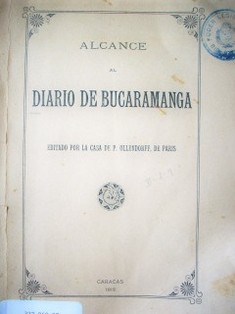 ALCANCE
AL
DIARIO DE BUCARAMANGA
EDITADO POR LA CASA DE P. OLLENDORFF, DE PARIS
CARACAS